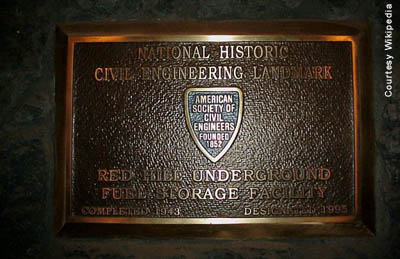 NATIONAL HISTORIC
CIVIL ENGINEERING LANDMARK
AMERICAN
SOCIETY OF
CIVIL
ENGINEERS
FOUNDED
1852
RED HILL UNDERGROUND
FUEL STORAGE FACILITY
COMPLETED 1943 DESIGNATED 1995
Courtesy Wikipedia